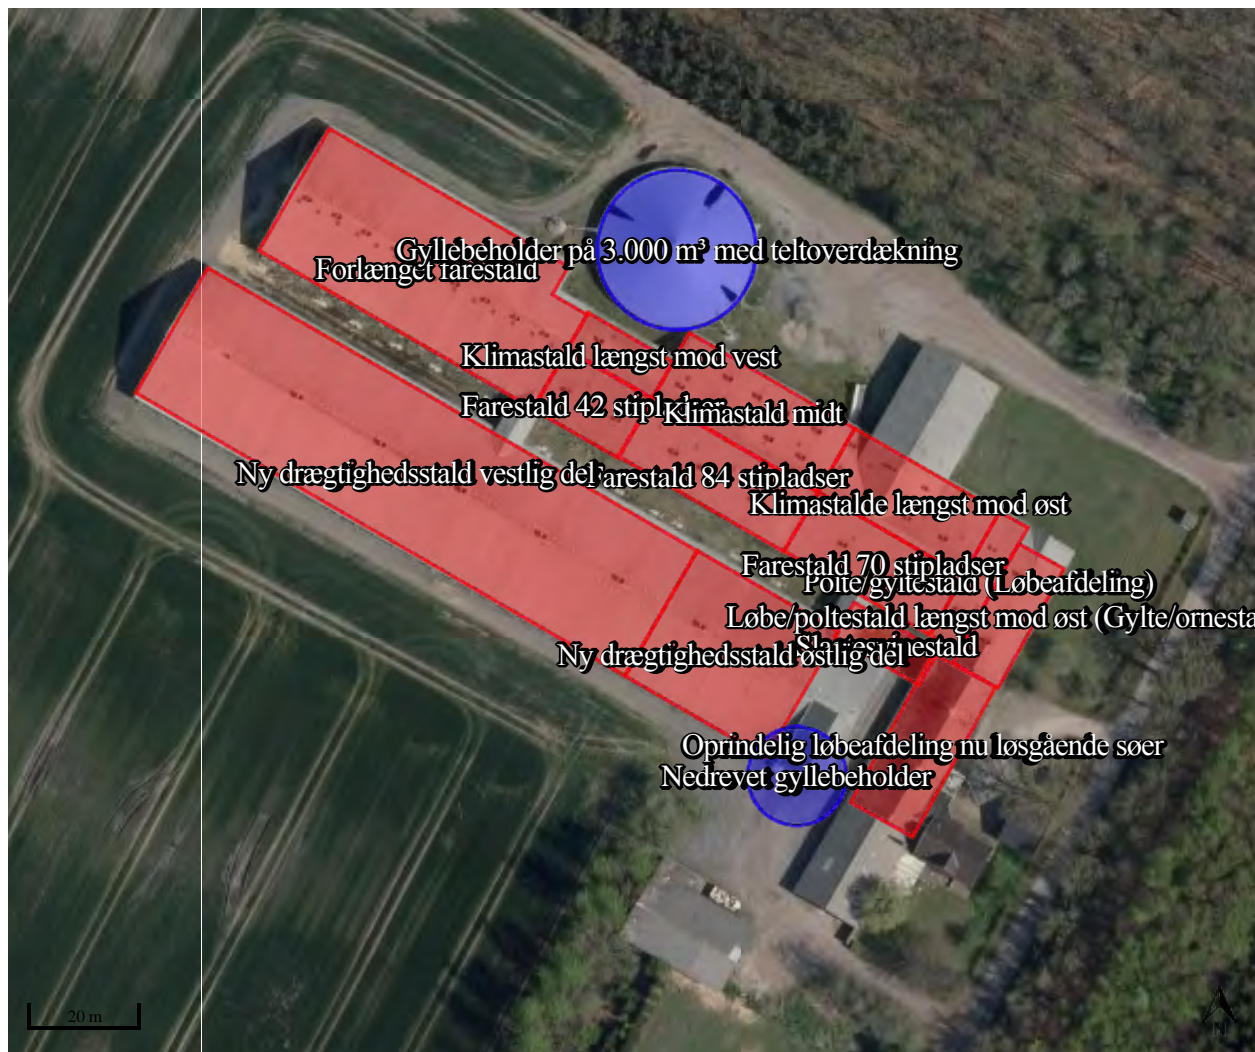 Gyllebeholder på 3.000 m³ med teltoverdækning
Forlænget farestald
Klimastald længst mod vest
Farestald 42 stipladser
Klimastald midt
Ny drægtighedsstald vestlig del
Farestald 84 stipladser
Klimastalde længst mod øst
Farestald 70 stipladser
Polte/gyltestald (Løbeafdeling)
Løbe/poltestald længst mod øst (Gylte/ornesta
Slagtesvinestald
Ny drægtighedsstald østlig del
Oprindelig løbeafdeling nu løsgående søer
Nedrevet gyllebeholder
20 m
N